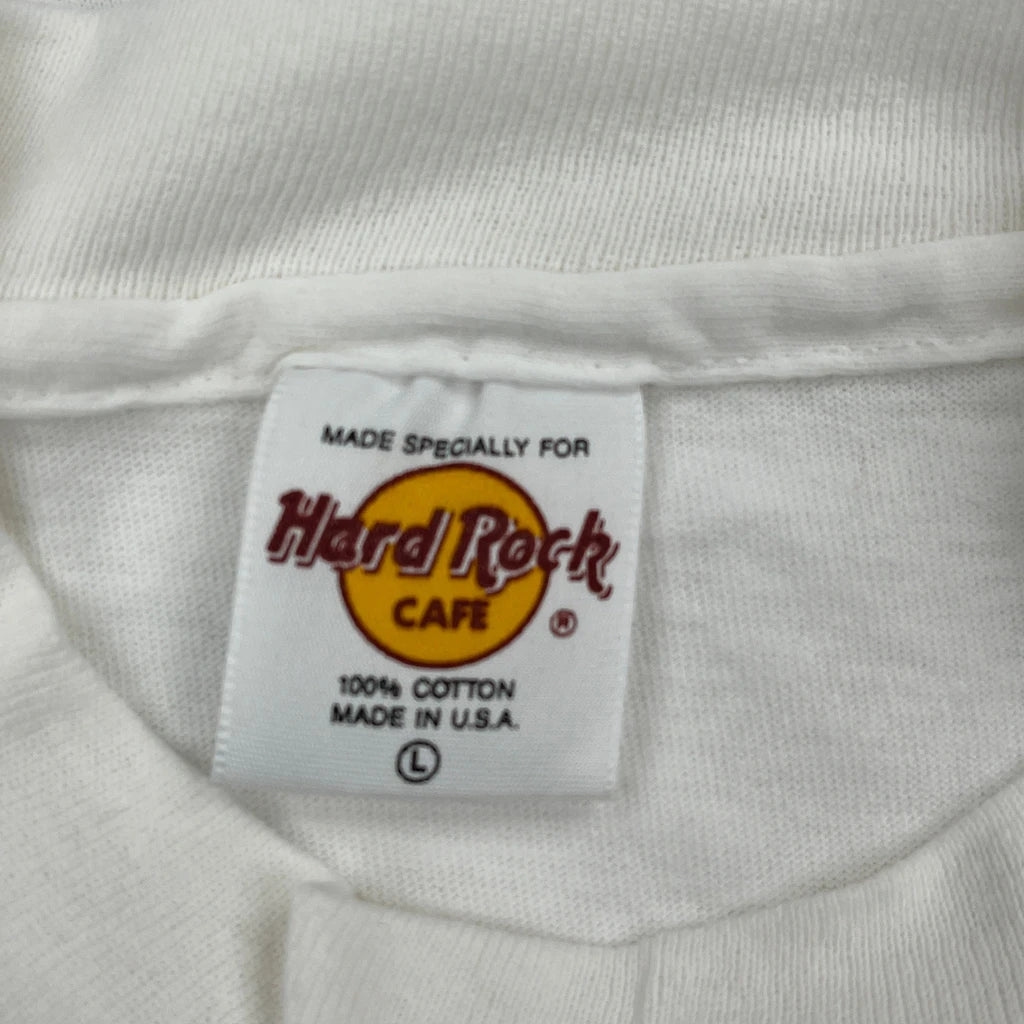 MADE SPECIALLY FOR
Hard Rock
CAFE
®
100% COTTON
MADE IN U.S.A.
L